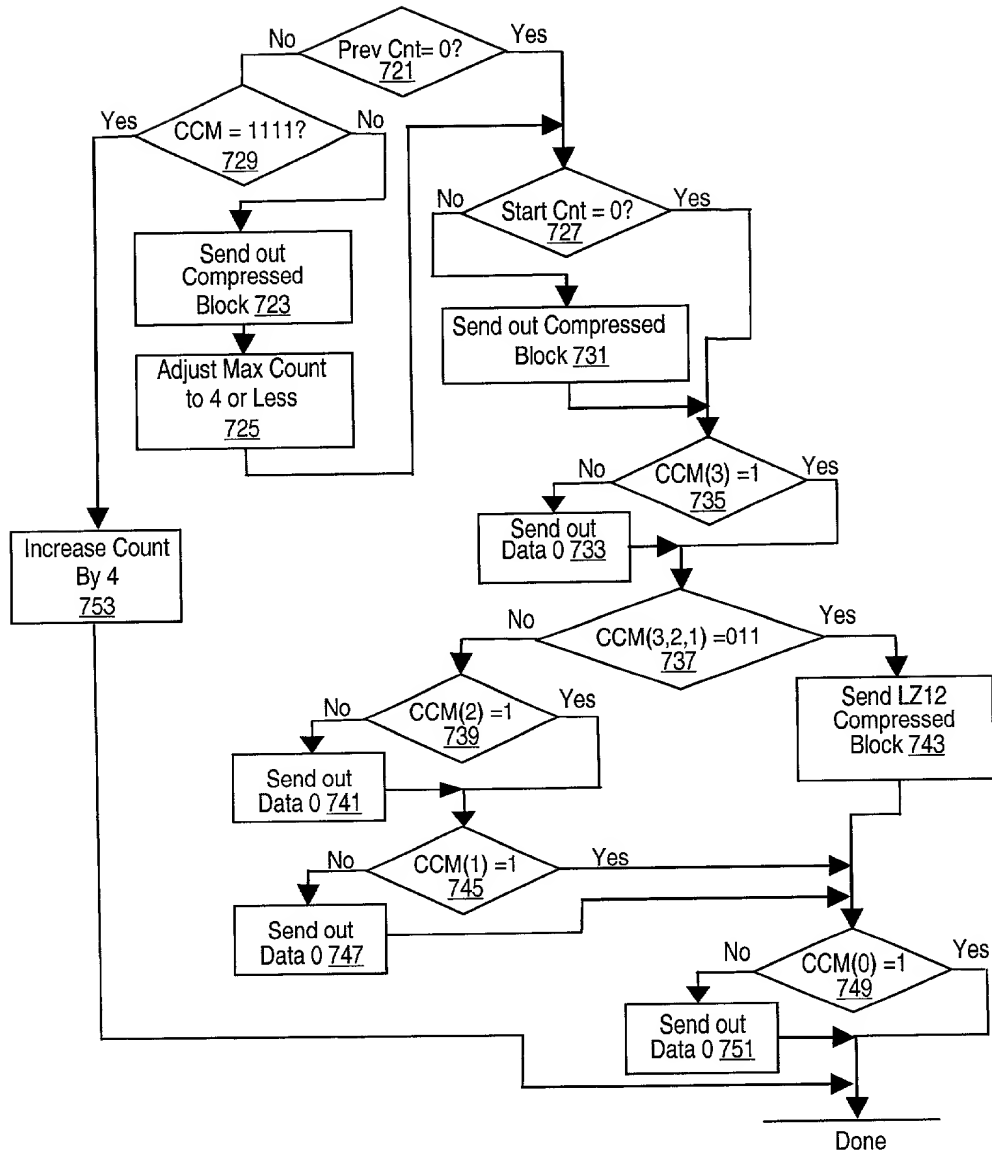 No
Prev Cnt= 0?
721
Yes
Yes
CCM = 1111?
729
No
No
Start Cnt = 0?
727
Yes
Send out
Compressed
Block 723
Send out Compressed
Block 731
Adjust Max Count
to 4 or Less
725
No
CCM(3) =1
735
Yes
Send out
Data 0 733
Increase Count
By 4
753
No
CCM(3,2,1) =011
737
Yes
Send LZ12
Compressed
Block 743
No
CCM(2) =1
739
Yes
Send out
Data 0 741
No
CCM(1) =1
745
Yes
Send out
Data 0 747
No
CCM(0) =1
749
Yes
Send out
Data 0 751
Done